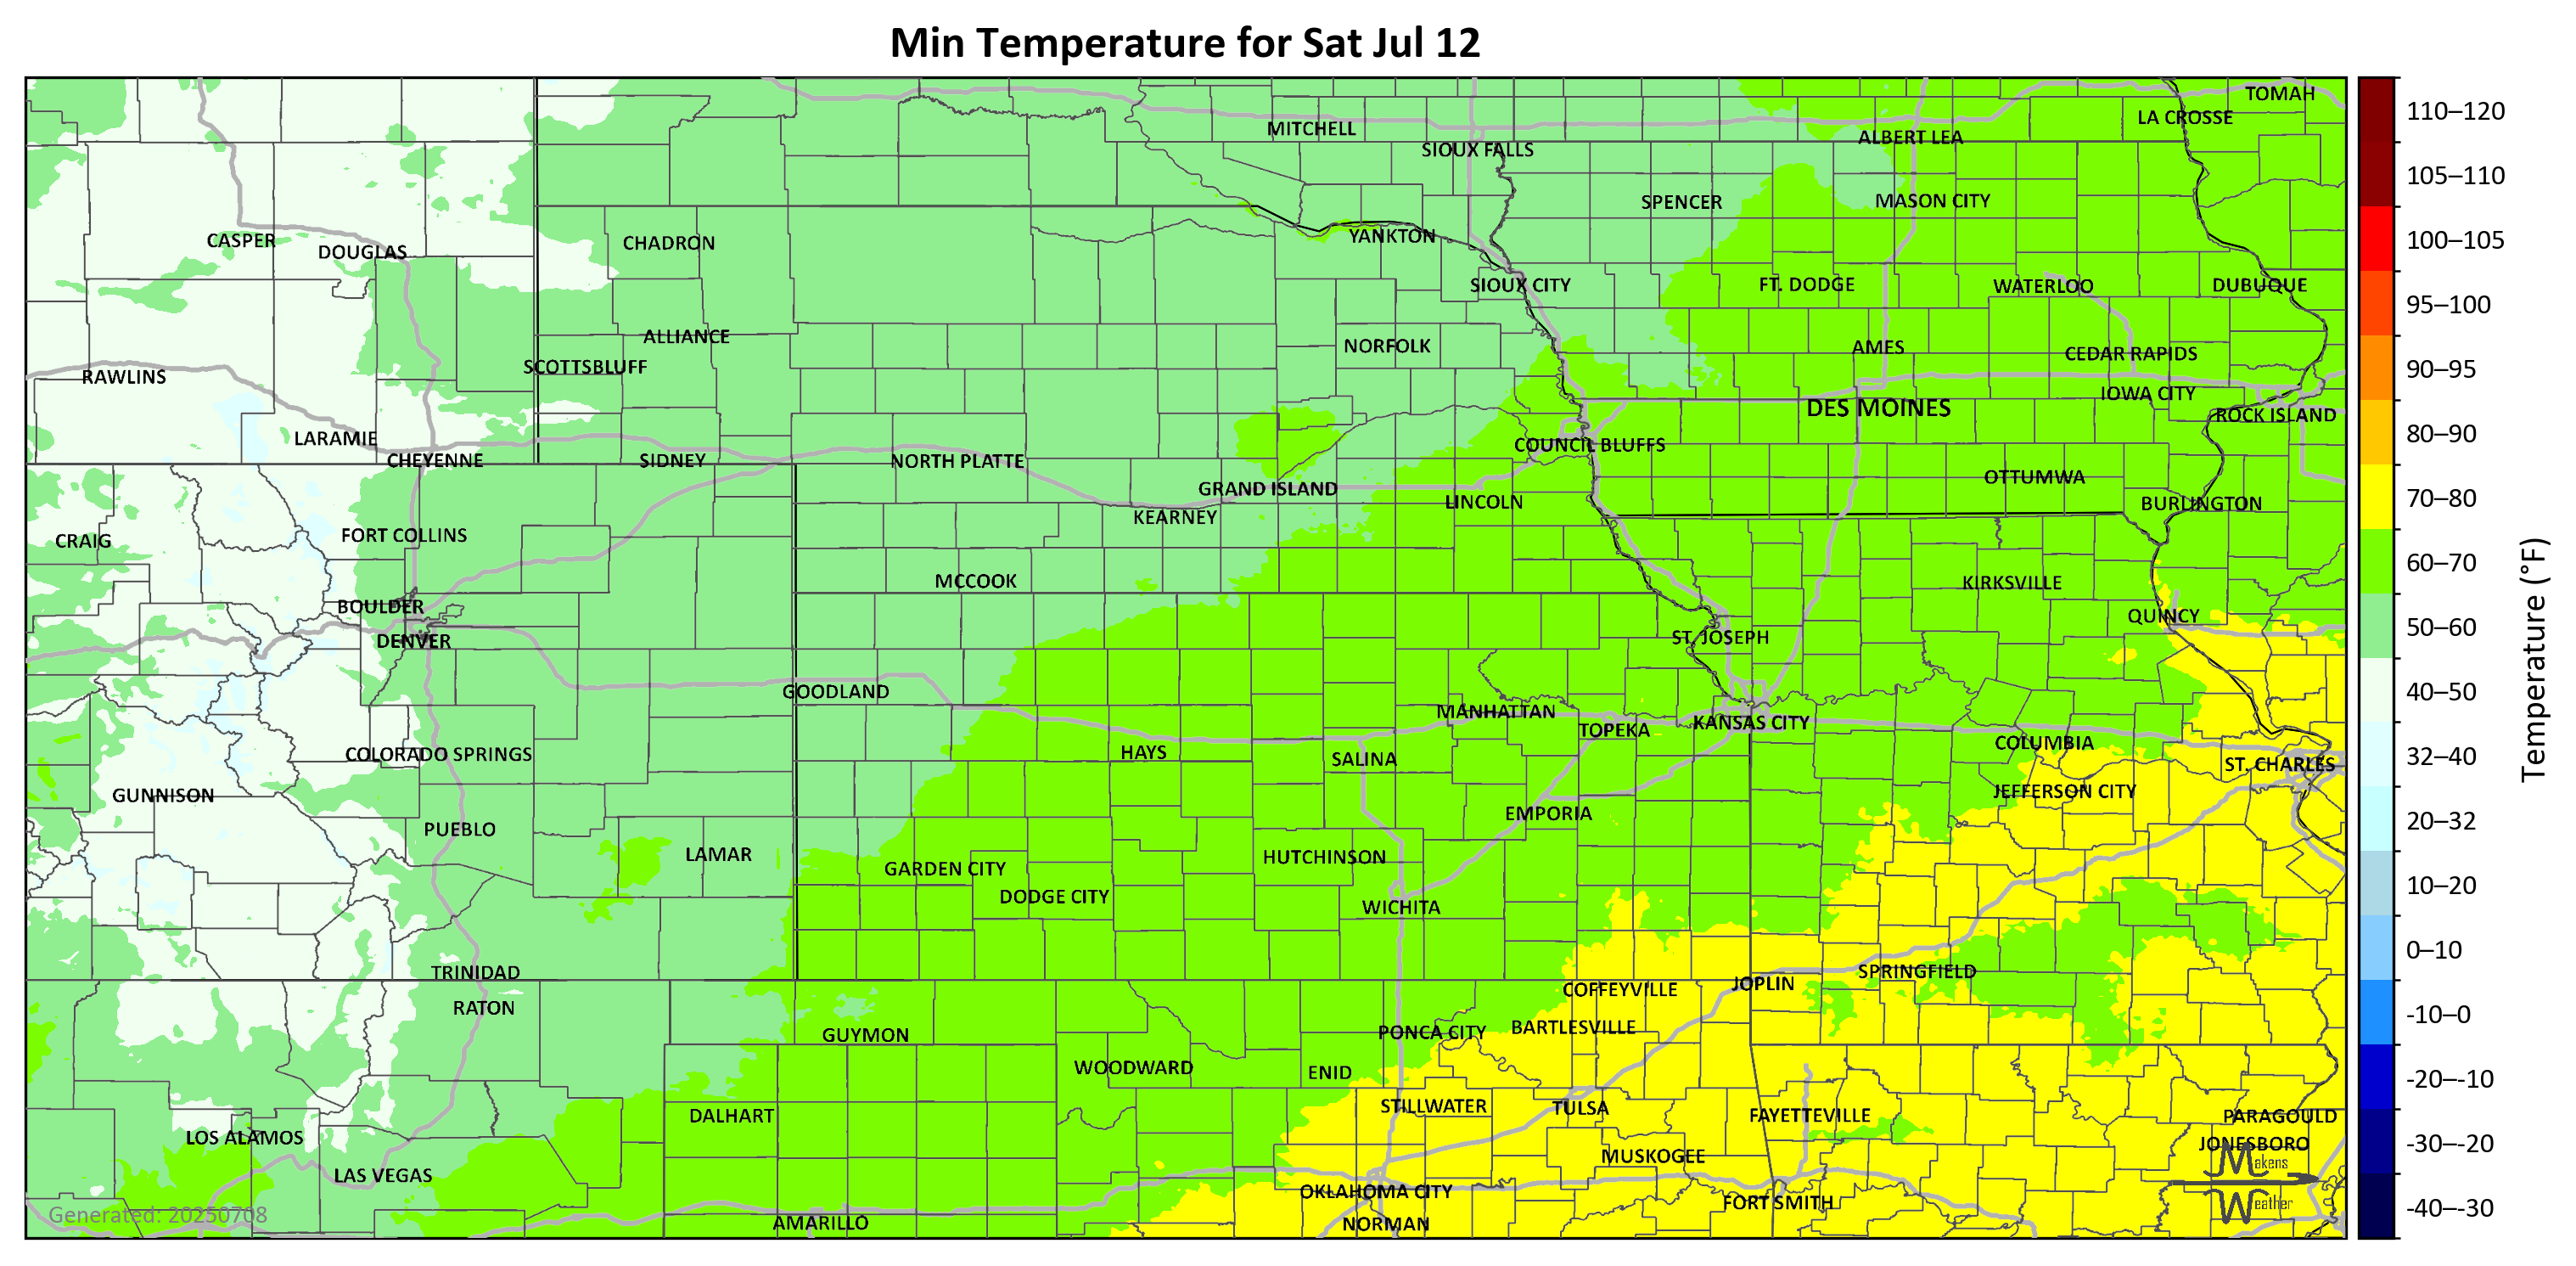 Min Temperature for Sat Jul 12
TOMAH
LA CROSSE
MITCHELL
ALBERT LEA
SIOUX FALLS
SPENCER
MASON CITY
CASPER
DOUGLAS
CHADRON
YANKTON
SIOUX CITY
FT. DODGE
WATERLOO
DUBUQUE
ALLIANCE
NORFOLK
AMES
CEDAR RAPIDS
SCOTTSBLUFF
RAWLINS
IOWA CITY
DES MOINES
ROCK ISLAND
LARAMIE
COUNCIL BLUFFS
CHEYENNE
SIDNEY
NORTH PLATTE
OTTUMWA
GRAND ISLAND
LINCOLN
BURLINGTON
KEARNEY
FORT COLLINS
CRAIG
MCCOOK
KIRKSVILLE
BOULDER
QUINCY
DENVER
ST. JOSEPH
GOODLAND
MANHATTAN
TOPEKA
KANSAS CITY
COLUMBIA
COLORADO SPRINGS
HAYS
SALINA
ST. CHARLES
GUNNISON
JEFFERSON CITY
EMPORIA
PUEBLO
LAMAR
HUTCHINSON
GARDEN CITY
DODGE CITY
WICHITA
TRINIDAD
SPRINGFIELD
JOPLIN
COFFEYVILLE
RATON
GUYMON
PONCA CITY
BARTLESVILLE
WOODWARD
ENID
DALHART
STILLWATER
TULSA
FAYETTEVILLE
PARAGOULD
LOS ALAMOS
JONESBORO
MUSKOGEE
LAS VEGAS
OKLAHOMA CITY
FORT SMITH
AMARILLO
NORMAN
Makens
Weather
Generated: 20250708
110–120
105–110
100–105
95–100
90–95
80–90
70–80
60–70
50–60
40–50
32–40
20–32
10–20
0–10
-10–0
-20–-10
-30–-20
-40–-30
Temperature (°F)